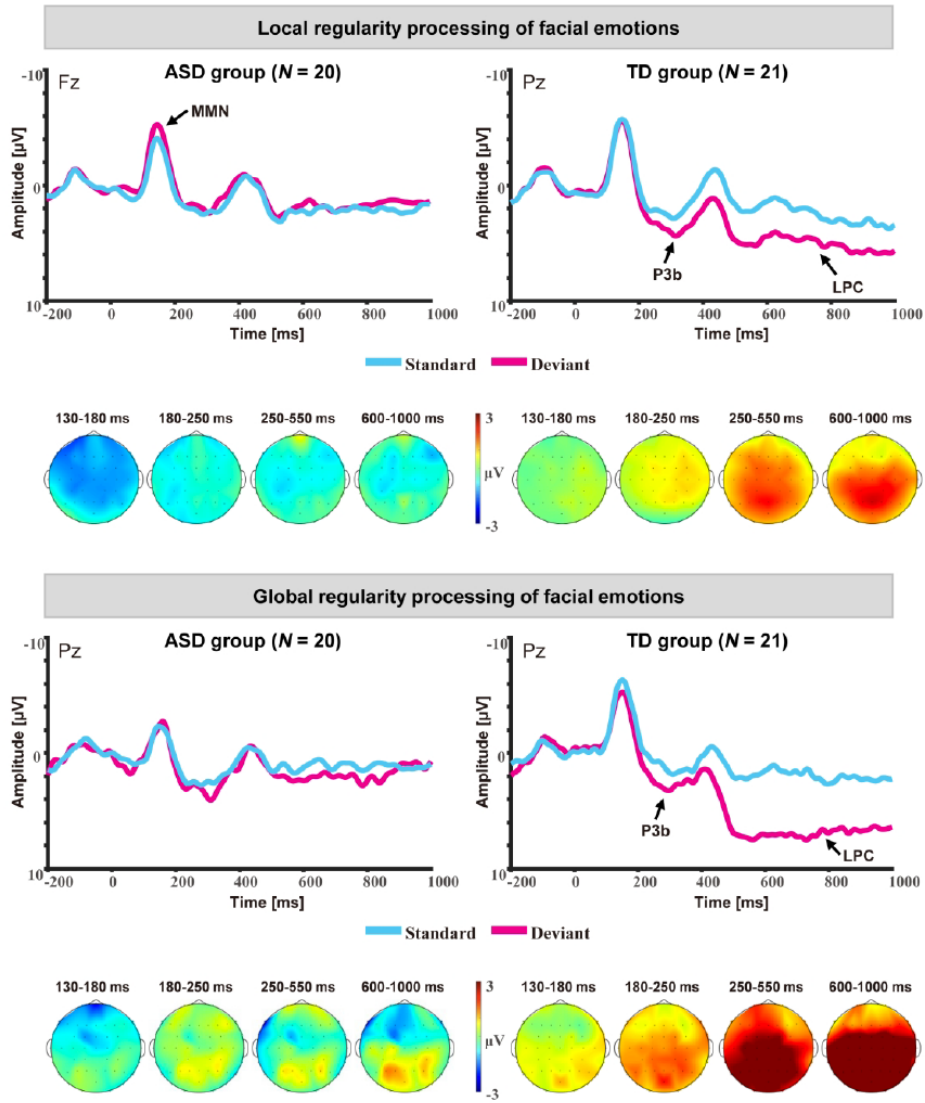 Local regularity processing of facial emotions
ASD group (N = 20)
TD group (N = 21)
-10
Fz
MMN
Amplitude [µV]
0
10
-200 0 200 400 600 800 1000
Time [ms]
-10
Pz
P3b
LPC
Amplitude [µV]
0
10
-200 0 200 400 600 800 1000
Time [ms]
Standard Deviant
130-180 ms 180-250 ms 250-550 ms 600-1000 ms
3
µV
-3
130-180 ms 180-250 ms 250-550 ms 600-1000 ms
Global regularity processing of facial emotions
ASD group (N = 20)
TD group (N = 21)
-10
Pz
Amplitude [µV]
0
10
-200 0 200 400 600 800 1000
Time [ms]
-10
Pz
P3b
LPC
Amplitude [µV]
0
10
-200 0 200 400 600 800 1000
Time [ms]
Standard Deviant
130-180 ms 180-250 ms 250-550 ms 600-1000 ms
3
µV
-3
130-180 ms 180-250 ms 250-550 ms 600-1000 ms